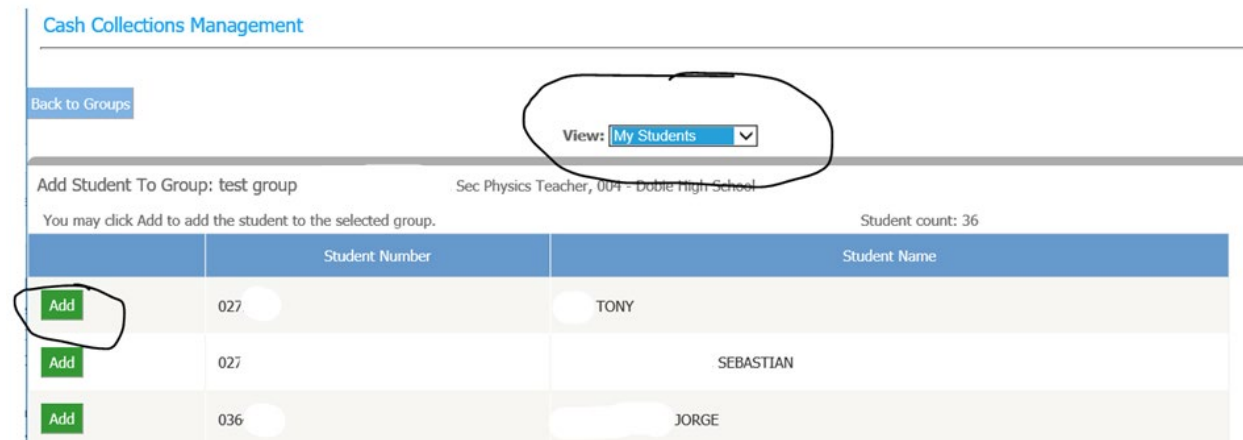 Cash Collections Management
Back to Groups
View: My Students
Add Student To Group: test group Sec Physics Teacher, 004 - Dobie High School
You may click Add to add the student to the selected group. Student count: 36
Student Number Student Name
Add 027 TONY
Add 027 SEBASTIAN
Add 036 JORGE